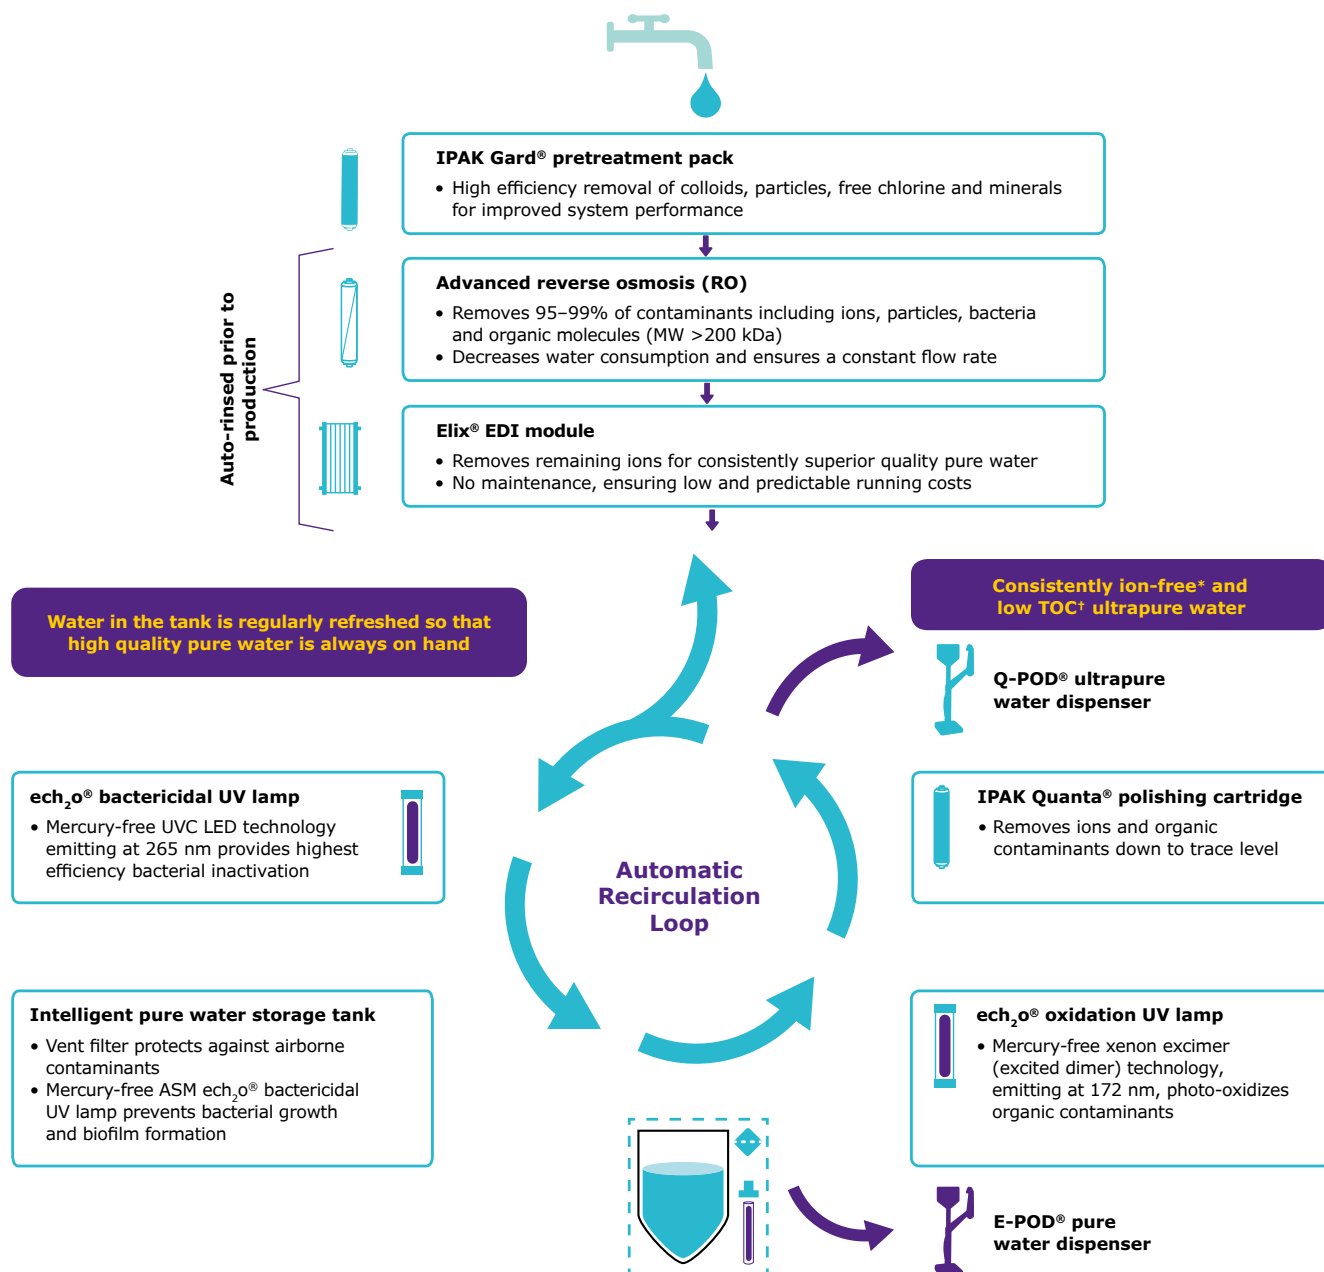 IPAK Gard® pretreatment pack
• High efficiency removal of colloids, particles, free chlorine and minerals
for improved system performance
Auto-rinsed prior to
production
Advanced reverse osmosis (RO)
• Removes 95–99% of contaminants including ions, particles, bacteria
and organic molecules (MW >200 kDa)
• Decreases water consumption and ensures a constant flow rate
Elix® EDI module
• Removes remaining ions for consistently superior quality pure water
• No maintenance, ensuring low and predictable running costs
Water in the tank is regularly refreshed so that
high quality pure water is always on hand
Consistently ion-free* and
low TOC† ultrapure water
Q-POD® ultrapure
water dispenser
ech₂o® bactericidal UV lamp
• Mercury-free UVC LED technology
emitting at 265 nm provides highest
efficiency bacterial inactivation
Automatic
Recirculation
Loop
IPAK Quanta® polishing cartridge
• Removes ions and organic
contaminants down to trace level
Intelligent pure water storage tank
• Vent filter protects against airborne
contaminants
• Mercury-free ASM ech₂o® bactericidal
UV lamp prevents bacterial growth
and biofilm formation
ech₂o® oxidation UV lamp
• Mercury-free xenon excimer
(excited dimer) technology,
emitting at 172 nm, photo-oxidizes
organic contaminants
E-POD® pure
water dispenser